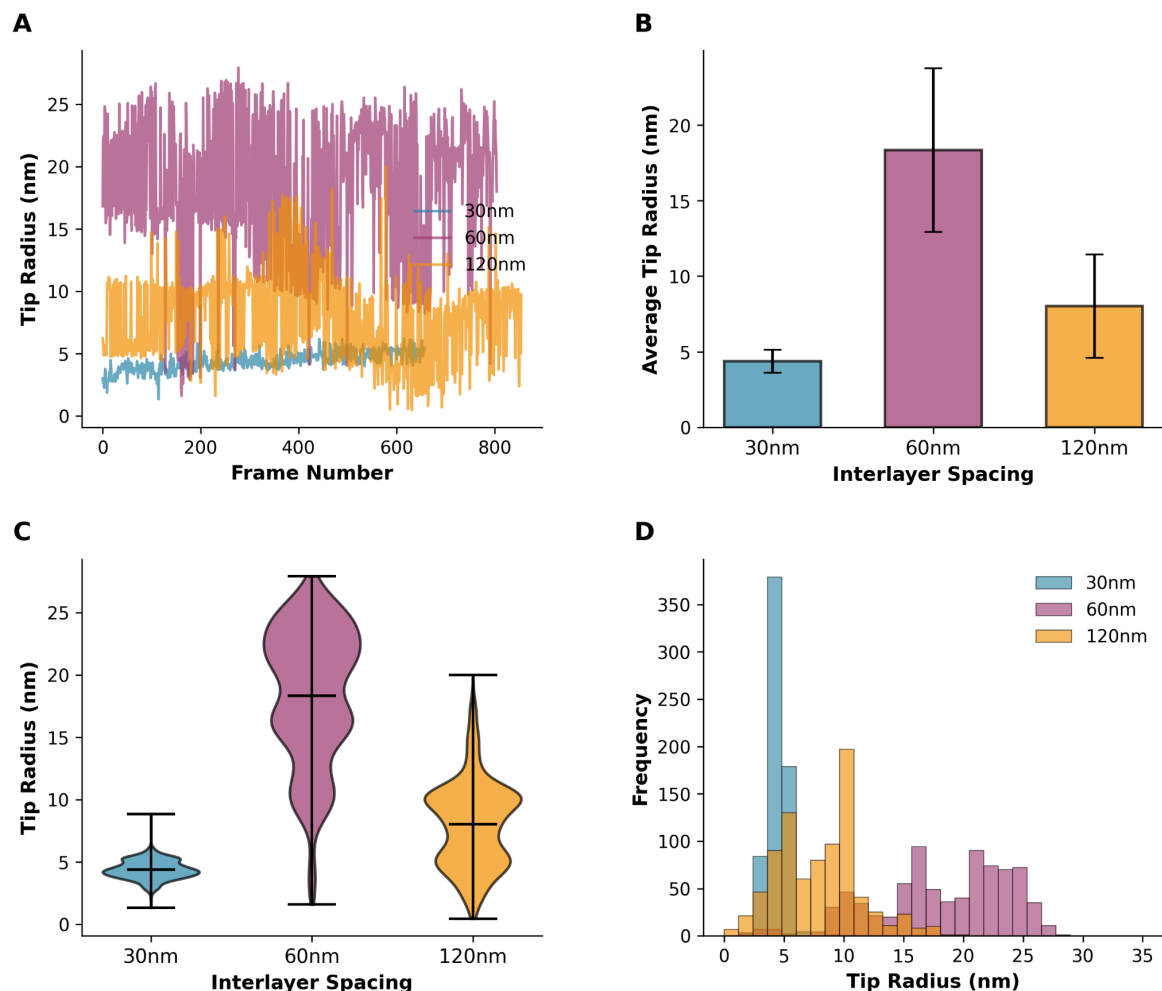 A
Tip Radius (nm)
25
20
15
10
5
0
30nm
60nm
120nm
0 200 400 600 800
Frame Number
B
Average Tip Radius (nm)
20
15
10
5
0
30nm 60nm 120nm
Interlayer Spacing
C
Tip Radius (nm)
25
20
15
10
5
0
30nm 60nm 120nm
Interlayer Spacing
D
Frequency
350
300
250
200
150
100
50
0
30nm
60nm
120nm
0 5 10 15 20 25 30 35
Tip Radius (nm)